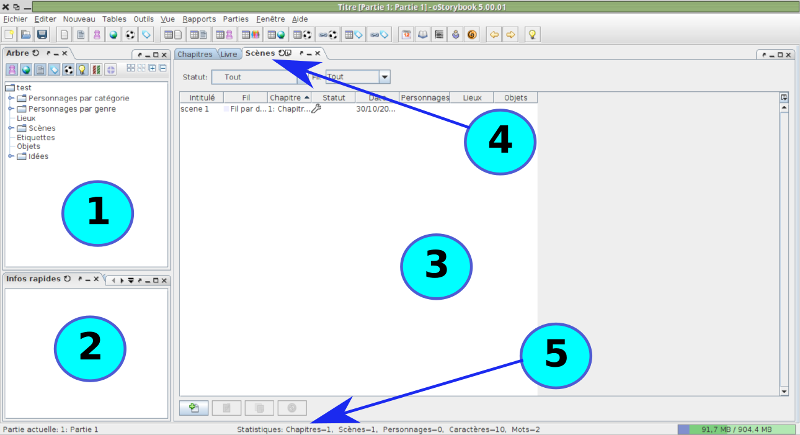 Titre [Partie 1: Partie 1] - oStorybook 5.00.01
Fichier Editer Nouveau Tables Outils Vue Rapports Parties Fenêtre Aide
Arbre
Chapitres Livre Scènes
Statut: Tout Tout
test
Personnages par catégorie
Personnages par genre
Lieux
Scènes
Etiquettes
Objets
Idées
Intitulé Fil Chapitre Statut Date Personnages Lieux Objets
scene 1 Fil par d... 1: Chapitr... 30/10/20...
1
2
3
4
5
Infos rapides
Partie actuelle: 1: Partie 1
Statistiques: Chapitres=1, Scènes=1, Personnages=0, Caractères=10, Mots=2
91,7 MB / 904,4 MB